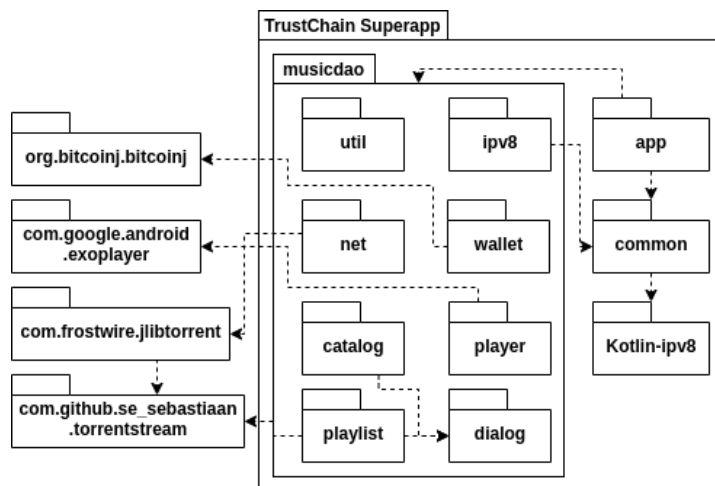 TrustChain Superapp
musicdao
org.bitcoinj.bitcoinj
util
ipv8
app
com.google.android
.exoplayer
net
wallet
common
com.frostwire.jlibtorrent
catalog
player
Kotlin-ipv8
com.github.se_sebastiaan
.torrentstream
playlist
dialog